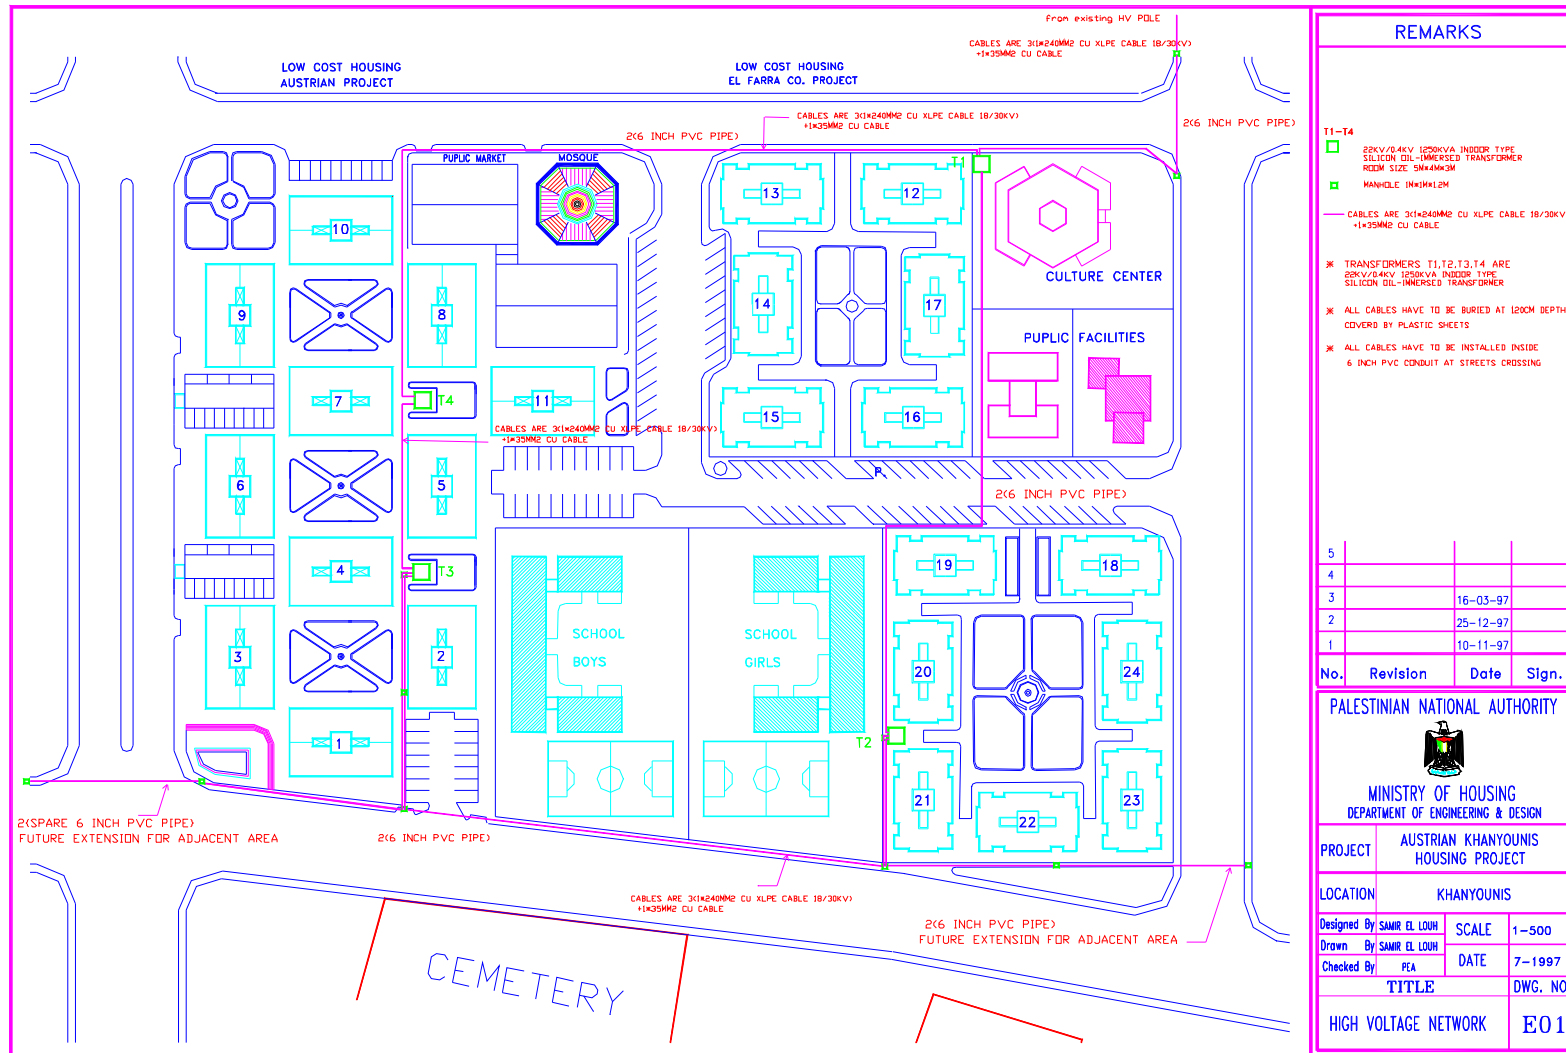 from existing HV POLE
CABLES ARE 3(1*240MM2 CU XLPE CABLE 18/30KV)
+1*35MM2 CU CABLE
LOW COST HOUSING
AUSTRIAN PROJECT
LOW COST HOUSING
EL FARRA CO. PROJECT
CABLES ARE 3(1*240MM2 CU XLPE CABLE 18/30KV)
+1*35MM2 CU CABLE
2(6 INCH PVC PIPE)
2(6 INCH PVC PIPE)
PUPLIC MARKET
MOSQUE
T1
13
12
10
CULTURE CENTER
9
8
14
17
PUPLIC FACILITIES
7
T4
11
15
16
CABLES ARE 3(1*240MM2 CU XLPE CABLE 18/30KV)
+1*35MM2 CU CABLE
P.
6
5
2(6 INCH PVC PIPE)
4
T3
19
18
SCHOOL
BOYS
SCHOOL
GIRLS
3
2
20
24
1
T2
21
22
23
2(SPARE 6 INCH PVC PIPE)
FUTURE EXTENSION FOR ADJACENT AREA
2(6 INCH PVC PIPE)
CABLES ARE 3(1*240MM2 CU XLPE CABLE 18/30KV)
+1*35MM2 CU CABLE
2(6 INCH PVC PIPE)
FUTURE EXTENSION FOR ADJACENT AREA
CEMETERY
REMARKS
T1-T4
22KV/0.4KV 1250KVA INDOOR TYPE
SILICON OIL-IMMERSED TRANSFORMER
ROOM SIZE 5M*4M*3M
MANHOLE 1M*1M*1.2M
CABLES ARE 3(1*240MM2 CU XLPE CABLE 18/30KV)
+1*35MM2 CU CABLE
* TRANSFORMERS T1,T2,T3,T4 ARE
22KV/0.4KV 1250KVA INDOOR TYPE
SILICON OIL-IMMERSED TRANSFORMER
* ALL CABLES HAVE TO BE BURIED AT 120CM DEPTH
COVERD BY PLASTIC SHEETS
* ALL CABLES HAVE TO BE INSTALLED INSIDE
6 INCH PVC CONDUIT AT STREETS CROSSING
5
4
3 16-03-97
2 25-12-97
1 10-11-97
No. Revision Date Sign.
PALESTINIAN NATIONAL AUTHORITY
MINISTRY OF HOUSING
DEPARTMENT OF ENGINEERING & DESIGN
PROJECT AUSTRIAN KHANYOUNIS
HOUSING PROJECT
LOCATION KHANYOUNIS
Designed By SAMIR EL LOUH SCALE 1-500
Drawn By SAMIR EL LOUH
Checked By PEA DATE 7-1997
TITLE DWG. NO
HIGH VOLTAGE NETWORK E01